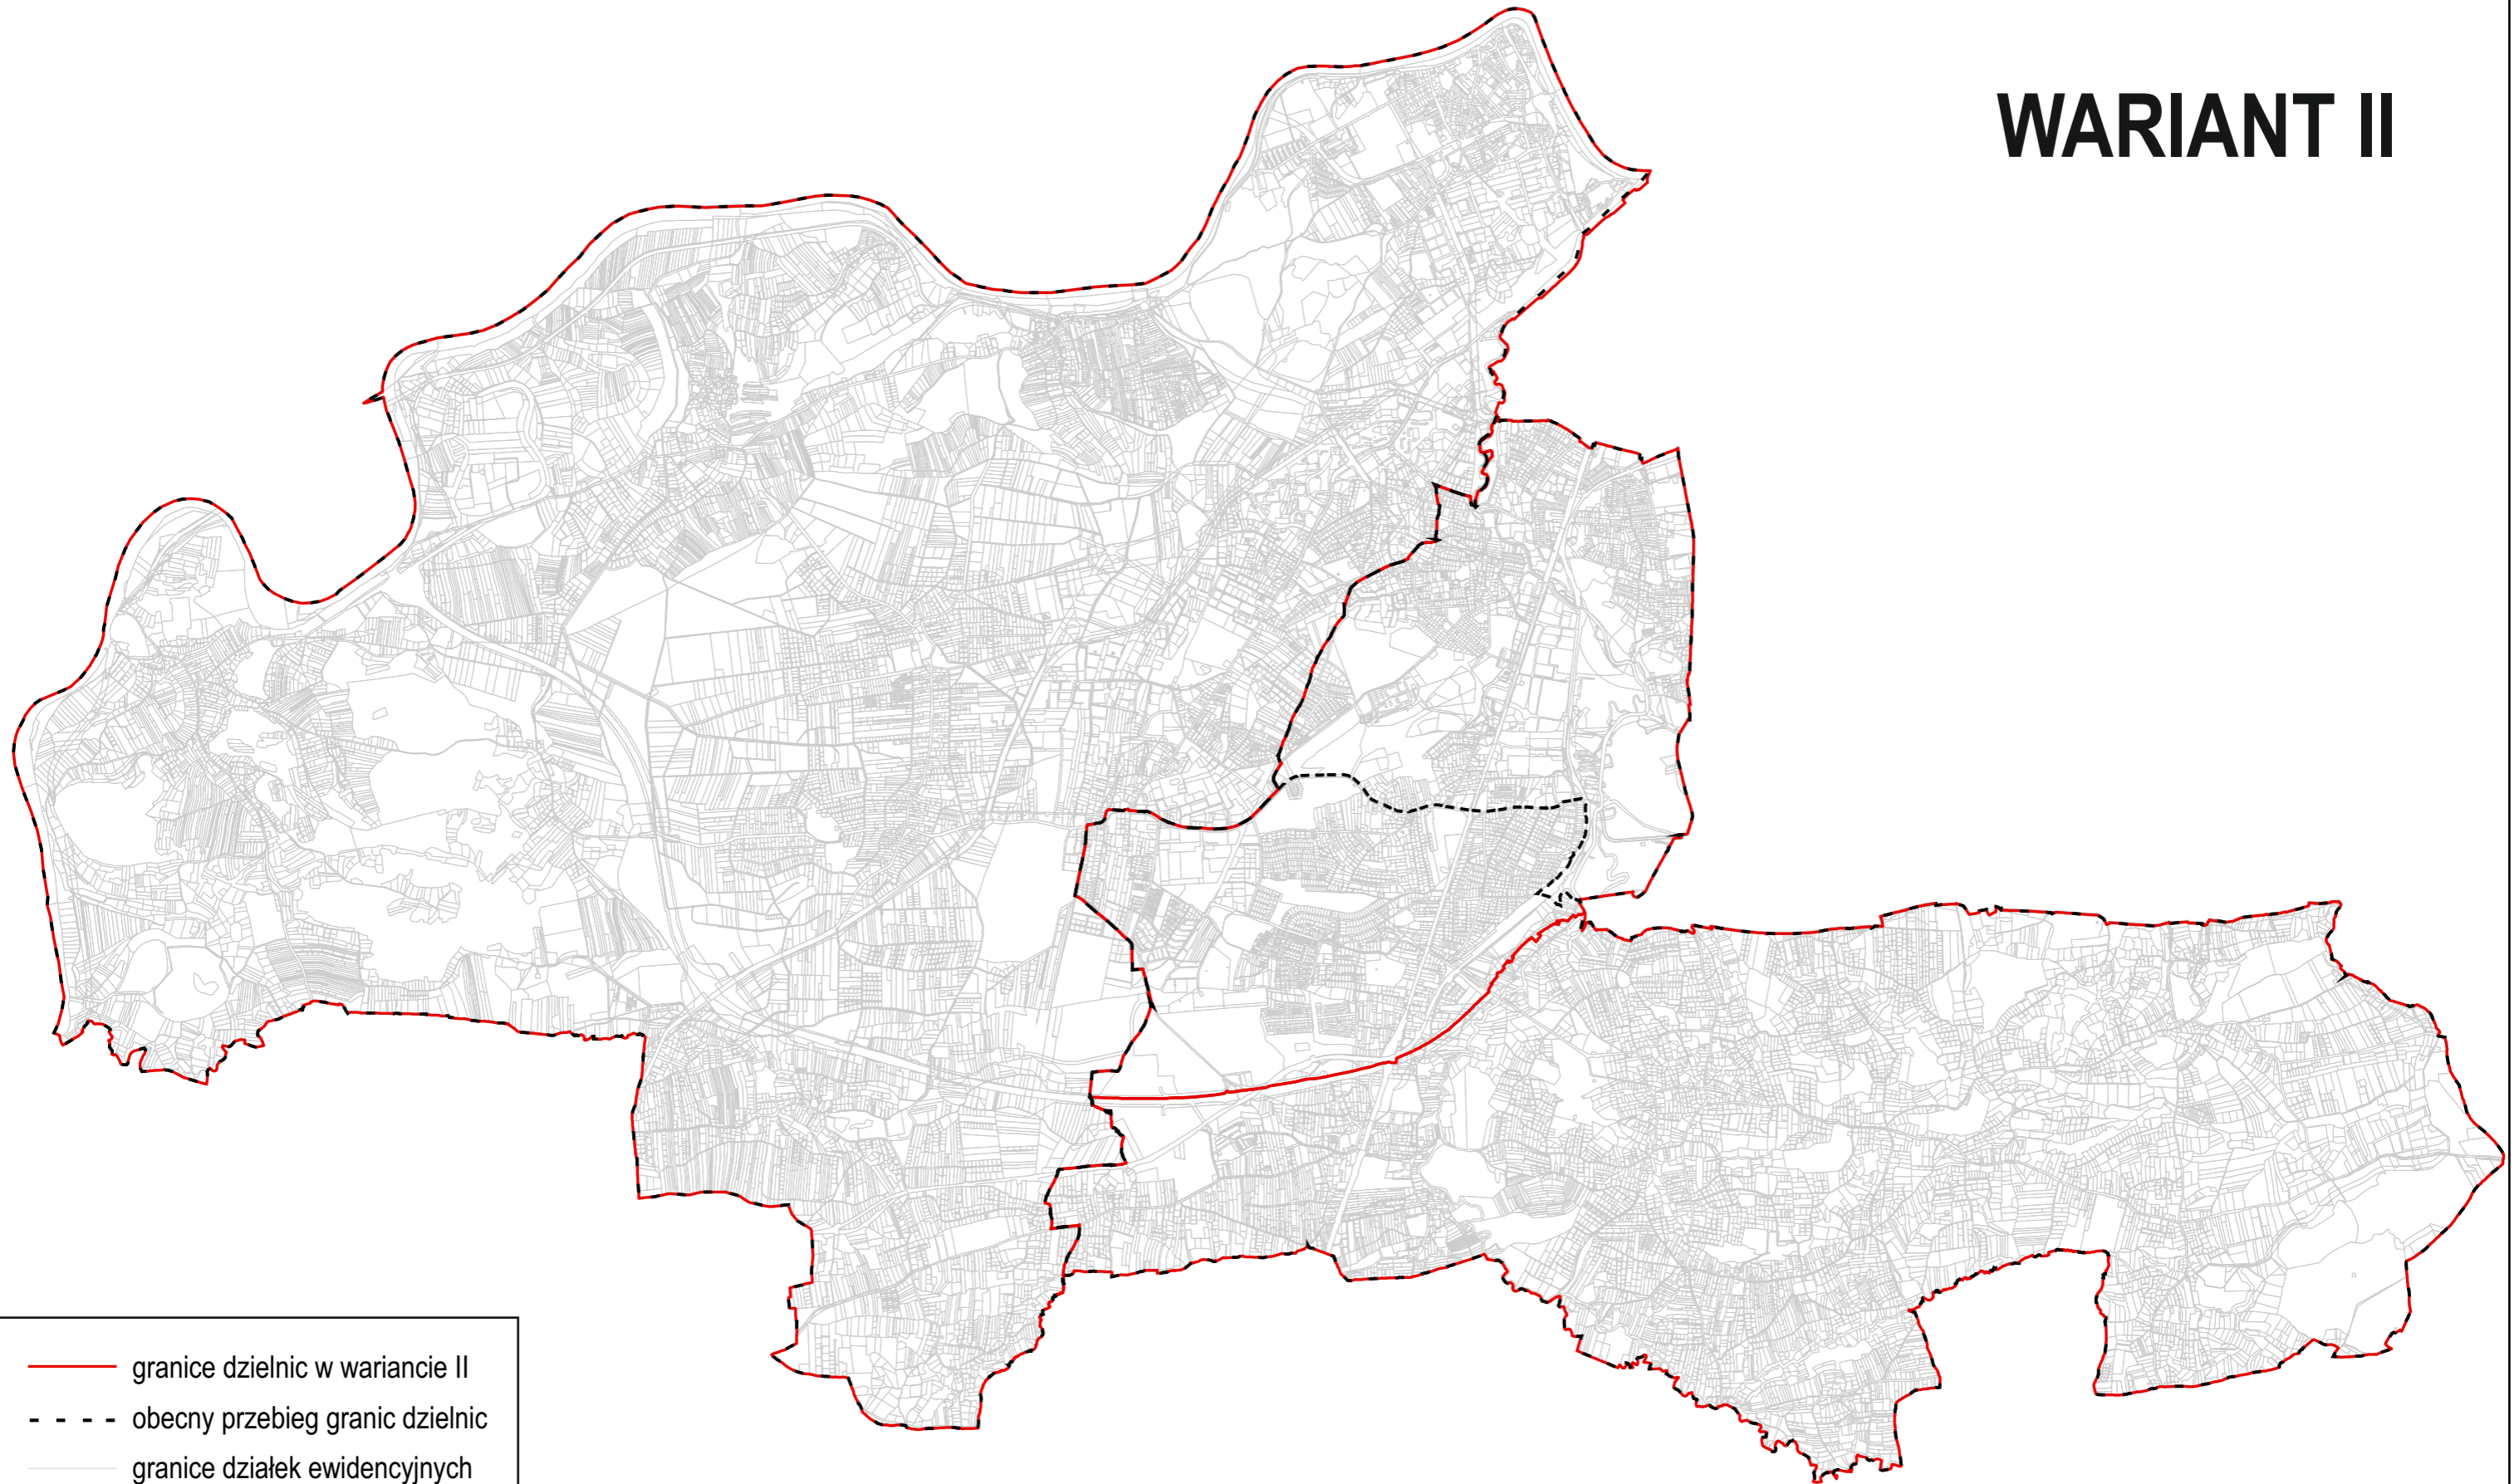 WARIANT II
granice dzielnic w wariancie II
obecny przebieg granic dzielnic
granice działek ewidencyjnych